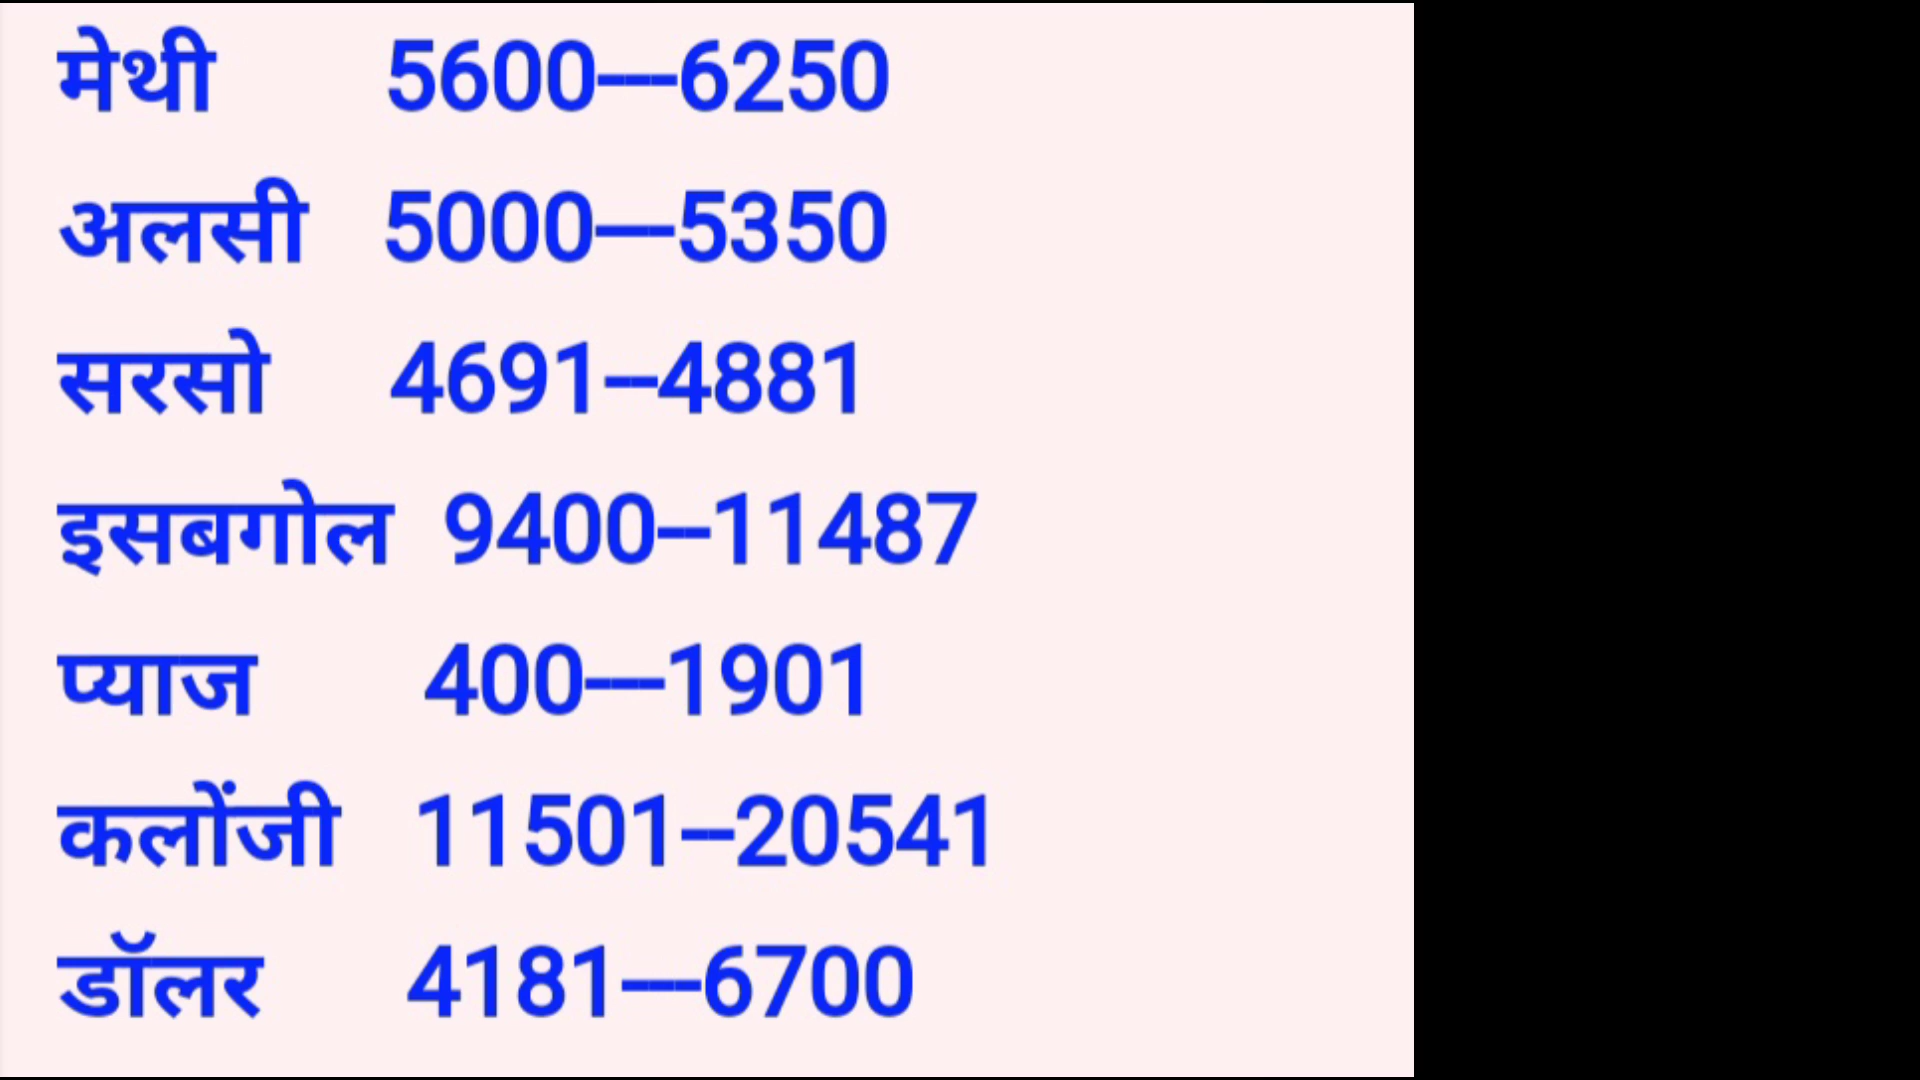 मेथी 5600---6250
अलसी 5000---5350
सरसो 4691--4881
इसबगोल 9400--11487
प्याज 400---1901
कलोंजी 11501--20541
डॉलर 4181---6700